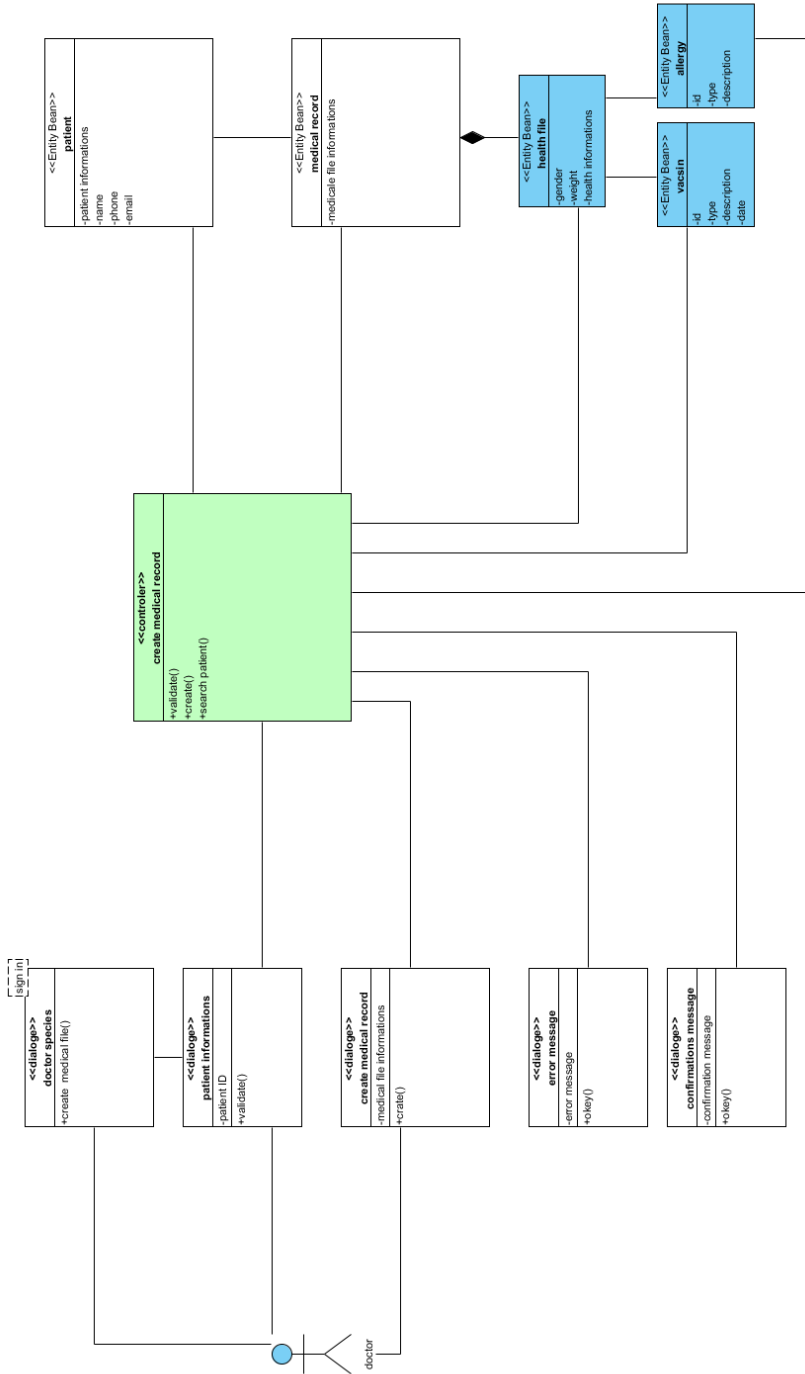 sign in
<<dialoge>>
doctor species
+create medical file()
<<dialoge>>
patient informations
-patient ID
+validate()
<<dialoge>>
create medical record
-medical file informations
+crate()
<<dialoge>>
error message
-error message
+okey()
<<dialoge>>
confirmations message
-confirmation message
+okey()
doctor
<<controler>>
create medical record
+validate()
+create()
+search patient()
<<Entity Bean>>
patient
-patient informations
-name
-phone
-email
<<Entity Bean>>
medical record
-medicale file informations
<<Entity Bean>>
health file
-gender
-weight
-health informations
<<Entity Bean>>
allergy
-id
-type
-description
<<Entity Bean>>
vacsin
-id
-type
-description
-date